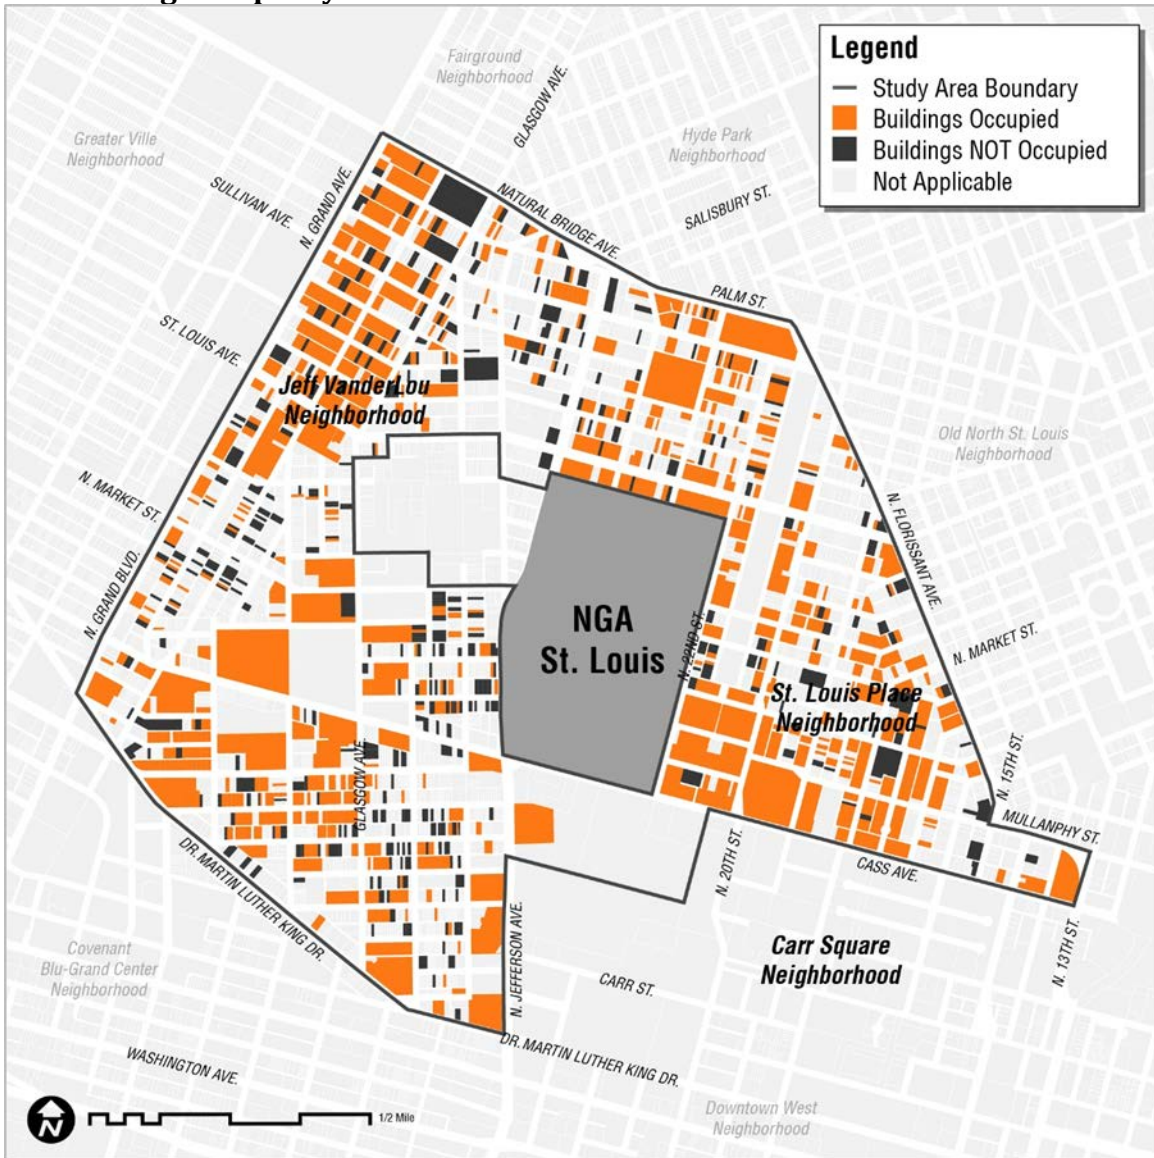 Fairground
Neighborhood
GLASGOW AVE.
Greater Ville
Neighborhood
Hyde Park
Neighborhood
SULLIVAN AVE.
N. GRAND AVE.
NATURAL BRIDGE AVE.
SALISBURY ST.
Legend
Study Area Boundary
Buildings Occupied
Buildings NOT Occupied
Not Applicable
PALM ST.
ST. LOUIS AVE.
Jeff VanderLou
Neighborhood
Old North St. Louis
Neighborhood
N. MARKET ST.
N. FLORISSANT AVE.
N. GRAND BLVD.
NGA
St. Louis
N. 22ND ST.
N. MARKET ST.
St. Louis Place
Neighborhood
GLASGOW AVE.
N. 15TH ST.
MULLANPHY ST.
DR. MARTIN LUTHER KING DR.
N. 20TH ST.
CASS AVE.
Covenant
Blu-Grand Center
Neighborhood
N. JEFFERSON AVE.
Carr Square
Neighborhood
N. 13TH ST.
CARR ST.
DR. MARTIN LUTHER KING DR.
WASHINGTON AVE.
Downtown West
Neighborhood
N
1/2 Mile